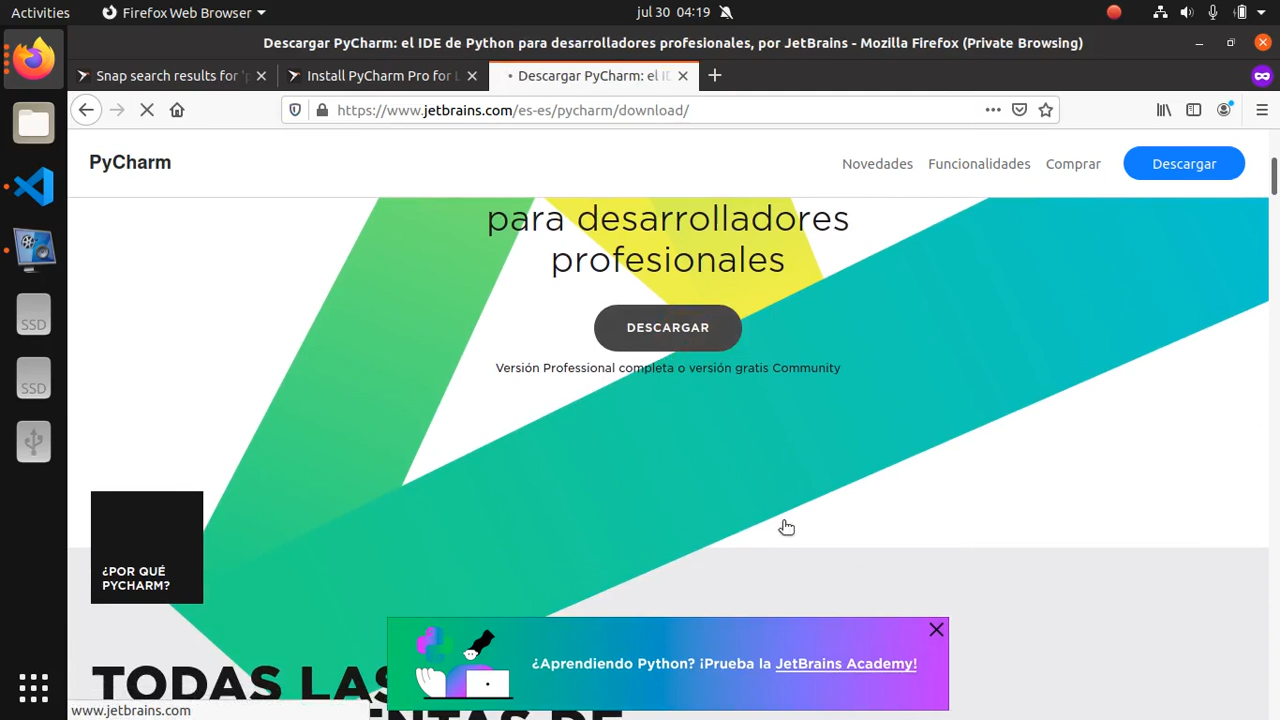 Activities
Firefox Web Browser
jul 30 04:19
Descargar PyCharm: el IDE de Python para desarrolladores profesionales, por JetBrains - Mozilla Firefox (Private Browsing)
Snap search results for 'p
Install PyCharm Pro for L
Descargar PyCharm: el ID
https://www.jetbrains.com/es-es/pycharm/download/
PyCharm
Novedades
Funcionalidades
Comprar
Descargar
para desarrolladores
profesionales
DESCARGAR
Versión Professional completa o versión gratis Community
SSD
SSD
¿POR QUÉ
PYCHARM?
¿Aprendiendo Python? ¡Prueba la JetBrains Academy!
TODAS LAS
www.jetbrains.com